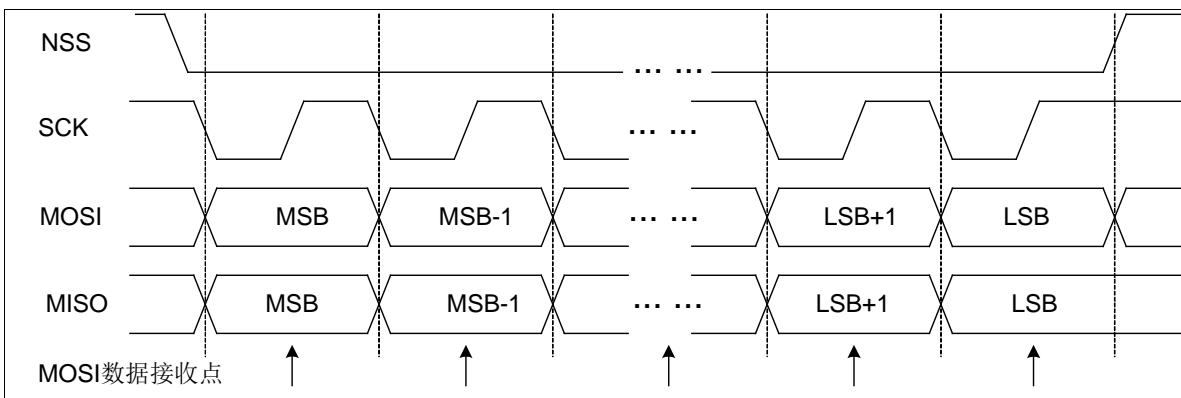 NSS
... ...
SCK
... ...
MOSI MSB MSB-1 ... ... LSB+1 LSB
MISO MSB MSB-1 ... ... LSB+1 LSB
MOSI数据接收点